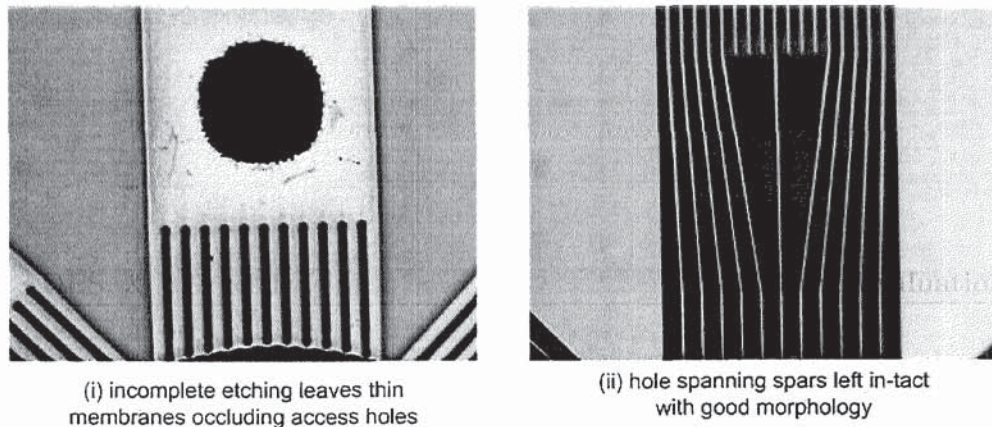 (i) incomplete etching leaves thin
membranes occluding access holes
(ii) hole spanning spars left in-tact
with good morphology